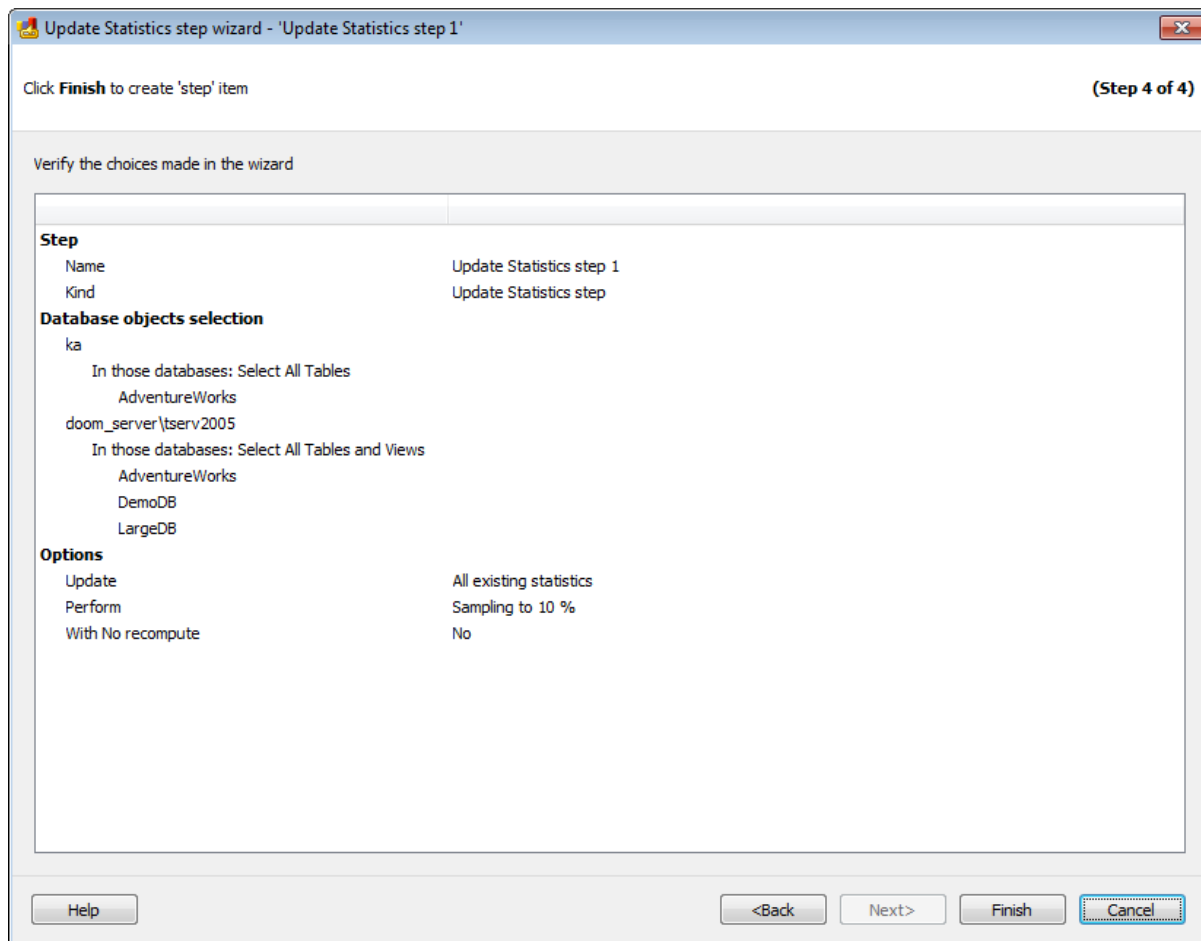 Update Statistics step wizard - 'Update Statistics step 1'
Click Finish to create 'step' item (Step 4 of 4)
Verify the choices made in the wizard
Step
Name Update Statistics step 1
Kind Update Statistics step
Database objects selection
ka
In those databases: Select All Tables
AdventureWorks
doom_server\tserv2005
In those databases: Select All Tables and Views
AdventureWorks
DemoDB
LargeDB
Options
Update All existing statistics
Perform Sampling to 10 %
With No recompute No
Help <Back Next> Finish Cancel